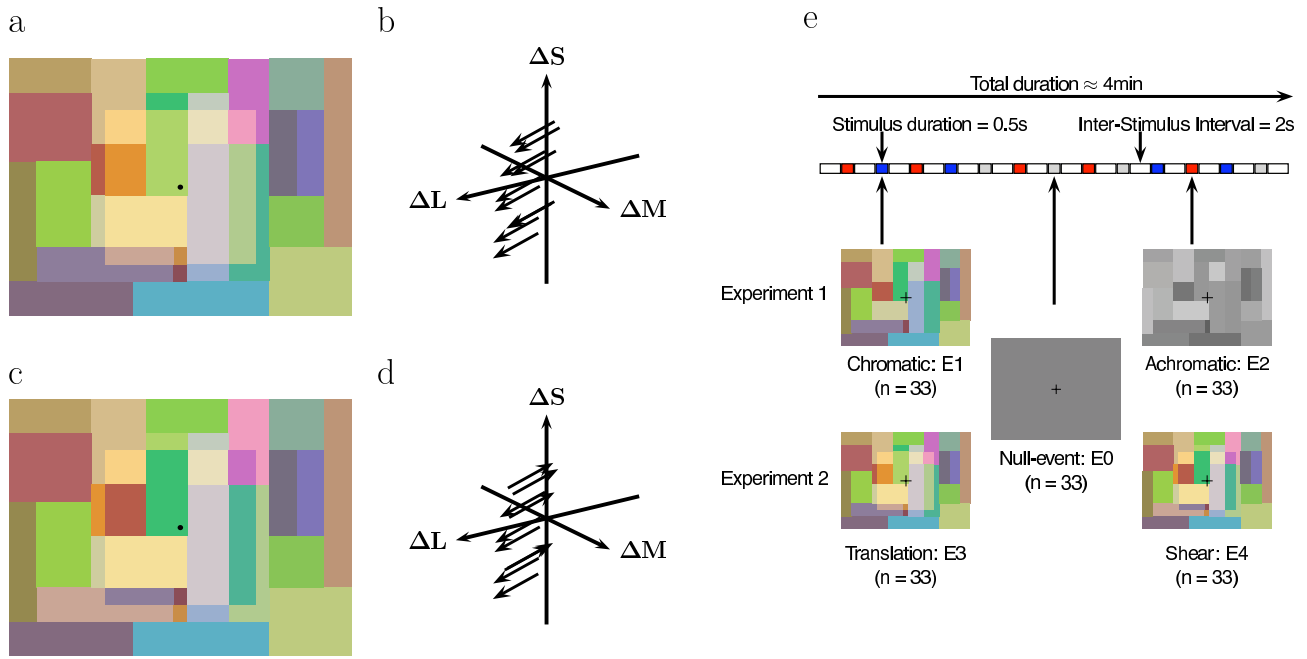 a
b
ΔS
ΔL
ΔM
c
d
ΔS
ΔL
ΔM
e
Total duration ≈ 4min
Stimulus duration = 0.5s
Inter-Stimulus Interval = 2s
Experiment 1
Chromatic: E1
(n = 33)
Achromatic: E2
(n = 33)
Null-event: E0
(n = 33)
Experiment 2
Translation: E3
(n = 33)
Shear: E4
(n = 33)